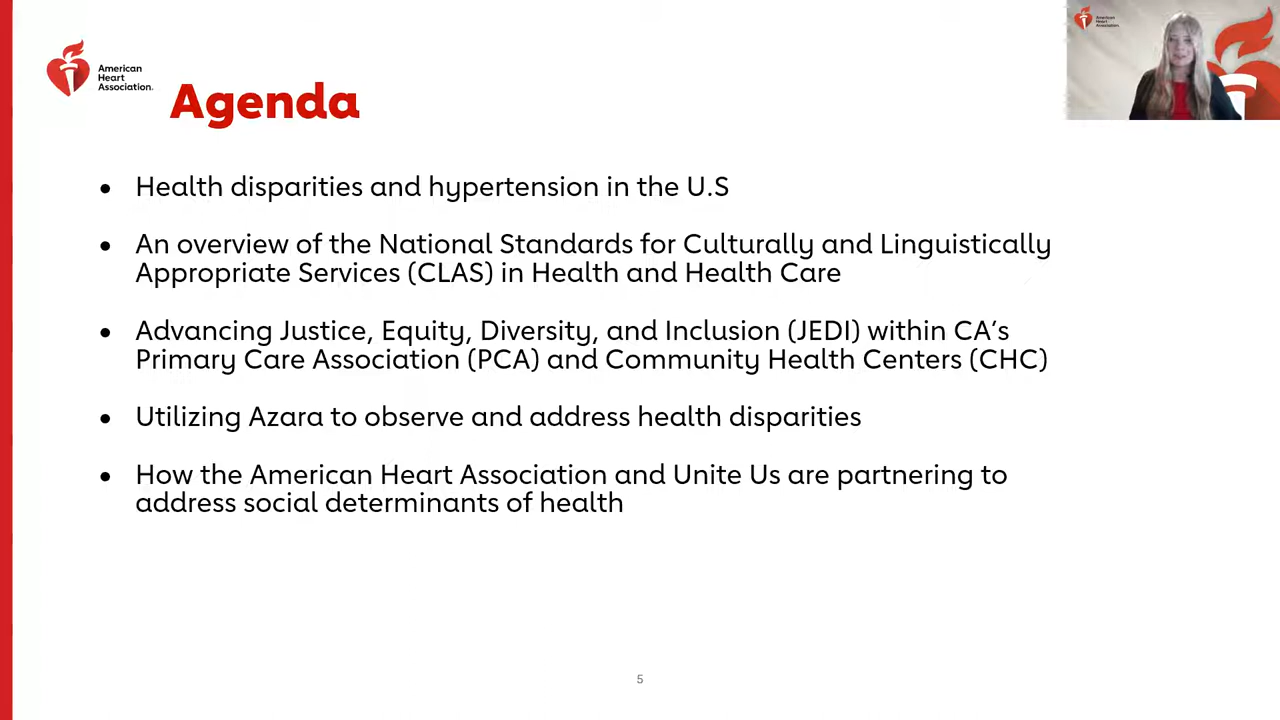 American
Heart
Association.
Agenda
American
Heart
Association.
• Health disparities and hypertension in the U.S
• An overview of the National Standards for Culturally and Linguistically
Appropriate Services (CLAS) in Health and Health Care
• Advancing Justice, Equity, Diversity, and Inclusion (JEDI) within CA’s
Primary Care Association (PCA) and Community Health Centers (CHC)
• Utilizing Azara to observe and address health disparities
• How the American Heart Association and Unite Us are partnering to
address social determinants of health
5